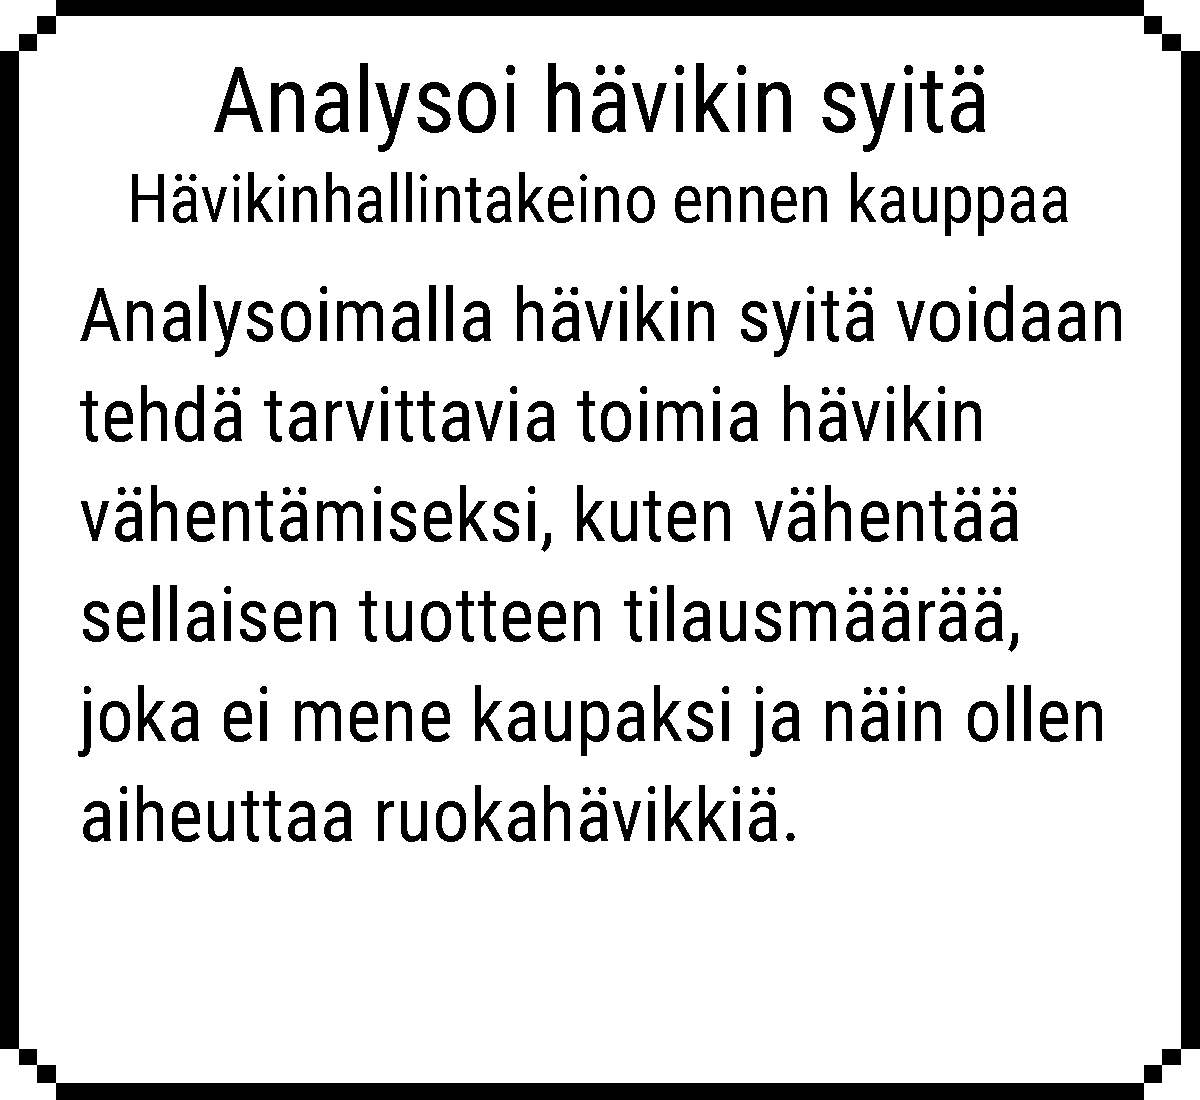 Analysoi hävikin syitä
Hävikinhallintakeino ennen kauppaa
Analysoimalla hävikin syitä voidaan
tehdä tarvittavia toimia hävikin
vähentämiseksi, kuten vähentää
sellaisen tuotteen tilausmäärää,
joka ei mene kaupaksi ja näin ollen
aiheuttaa ruokahävikkiä.